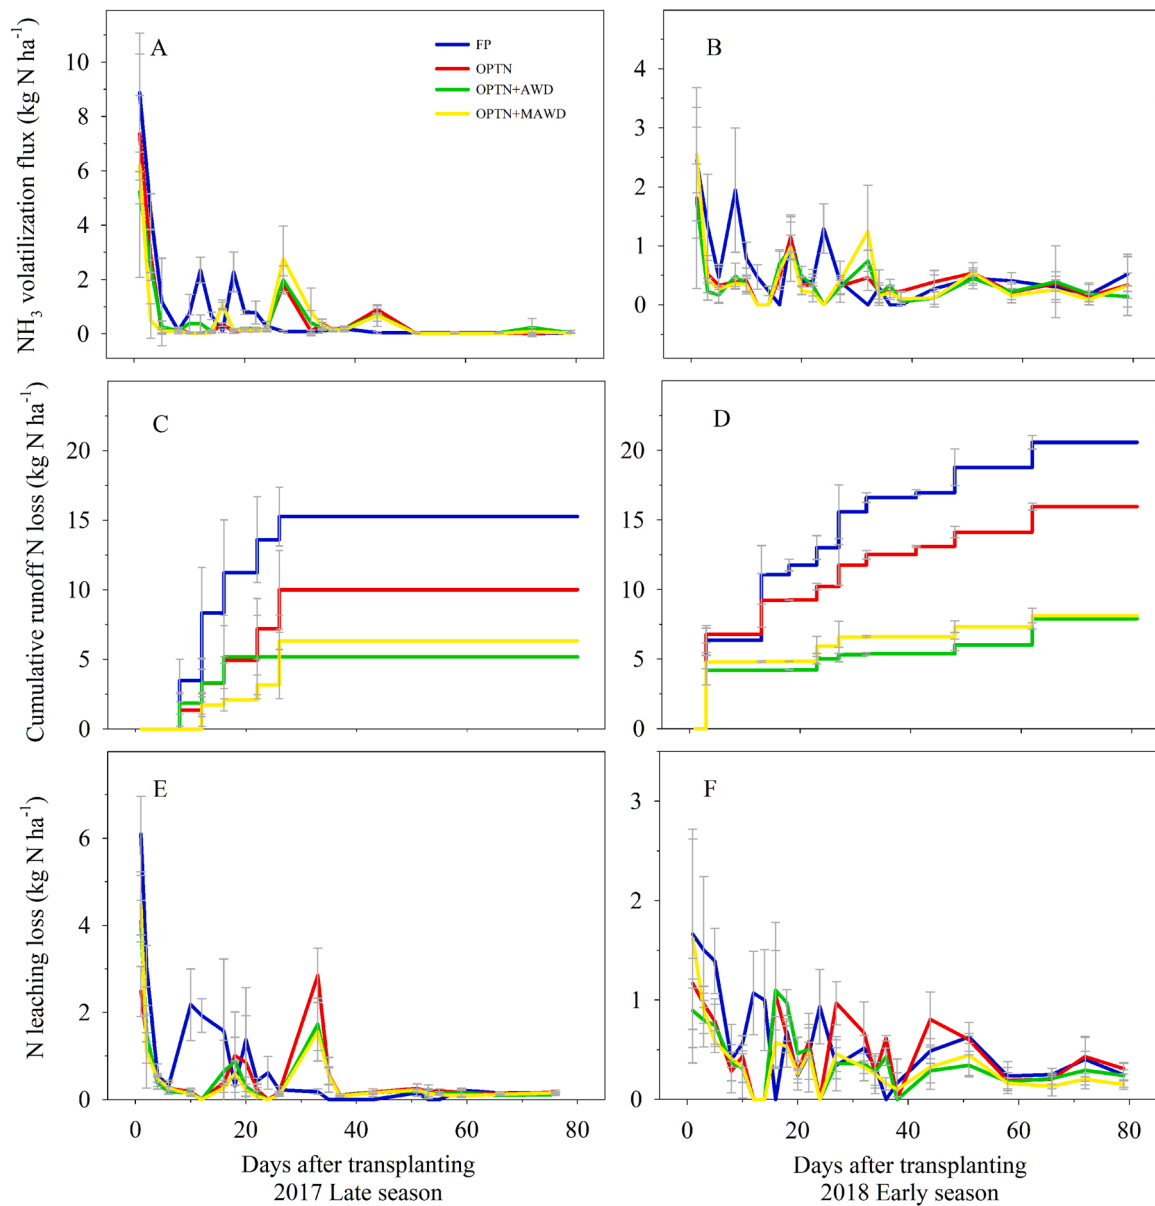 A
FP
OPTN
OPTN+AWD
OPTN+MAWD
NH3 volatilization flux (kg N ha-1)
10
8
6
4
2
0
B
4
3
2
1
0
C
Cumulative runoff N loss (kg N ha-1)
20
15
10
5
0
D
20
15
10
5
0
E
N leaching loss (kg N ha-1)
6
4
2
0
0 20 40 60 80
Days after transplanting
2017 Late season
F
3
2
1
0
0 20 40 60 80
Days after transplanting
2018 Early season